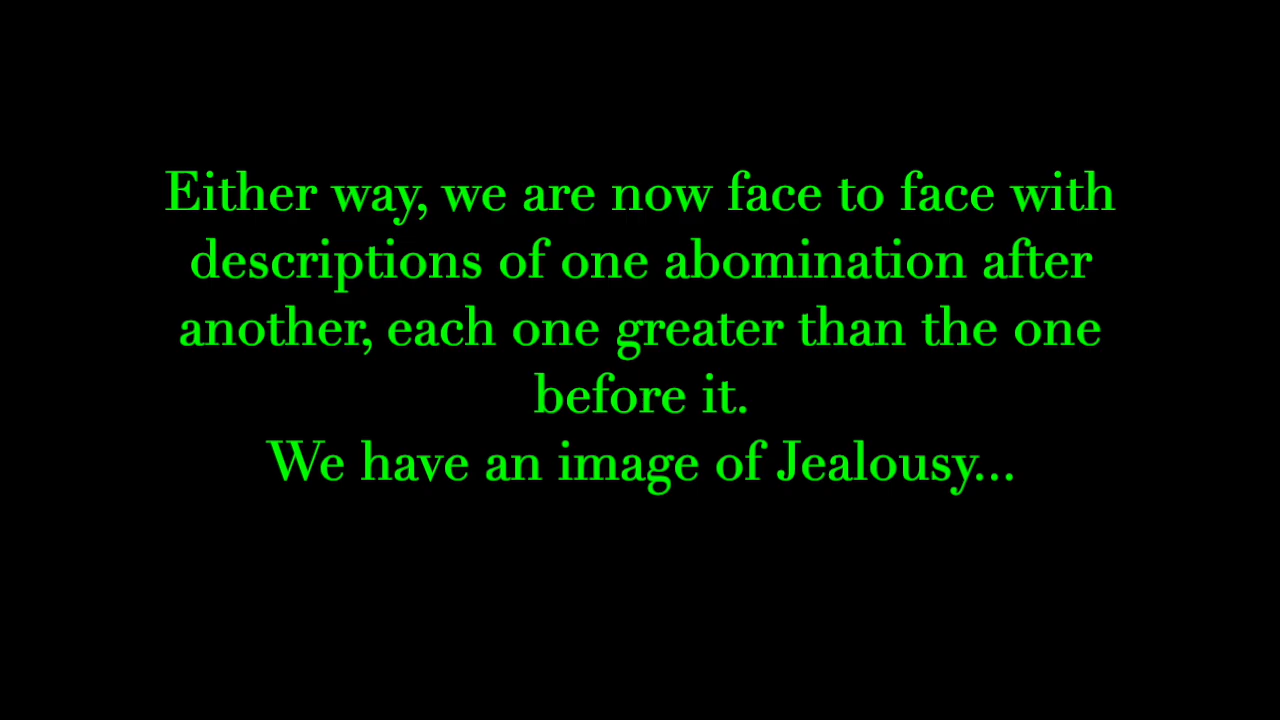 Either way, we are now face to face with
descriptions of one abomination after
another, each one greater than the one
before it.
We have an image of Jealousy...